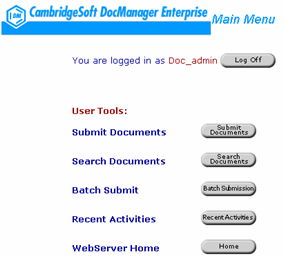 CambridgeSoft DocManager Enterprise Main Menu
You are logged in as Doc_admin Log Off
User Tools:
Submit Documents Submit Documents
Search Documents Search Documents
Batch Submit Batch Submission
Recent Activities Recent Activities
WebServer Home Home